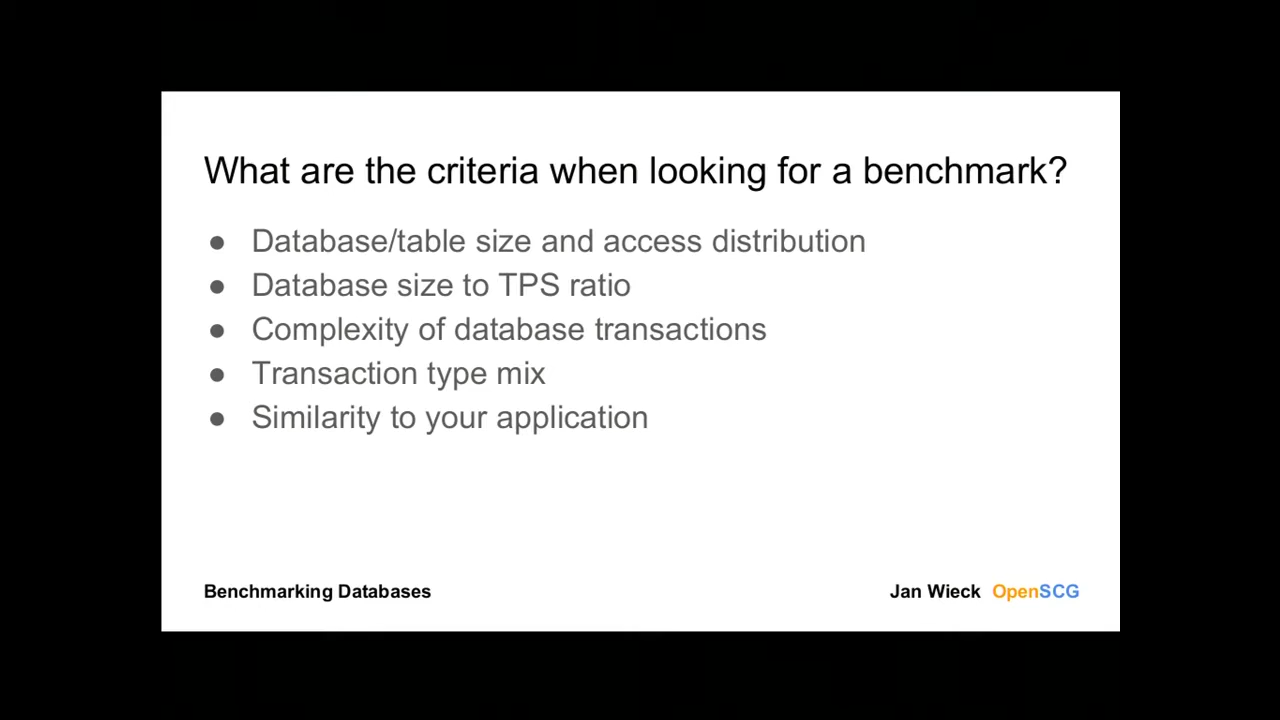 What are the criteria when looking for a benchmark?
● Database/table size and access distribution
● Database size to TPS ratio
● Complexity of database transactions
● Transaction type mix
● Similarity to your application
Benchmarking Databases
Jan Wieck OpenSCG